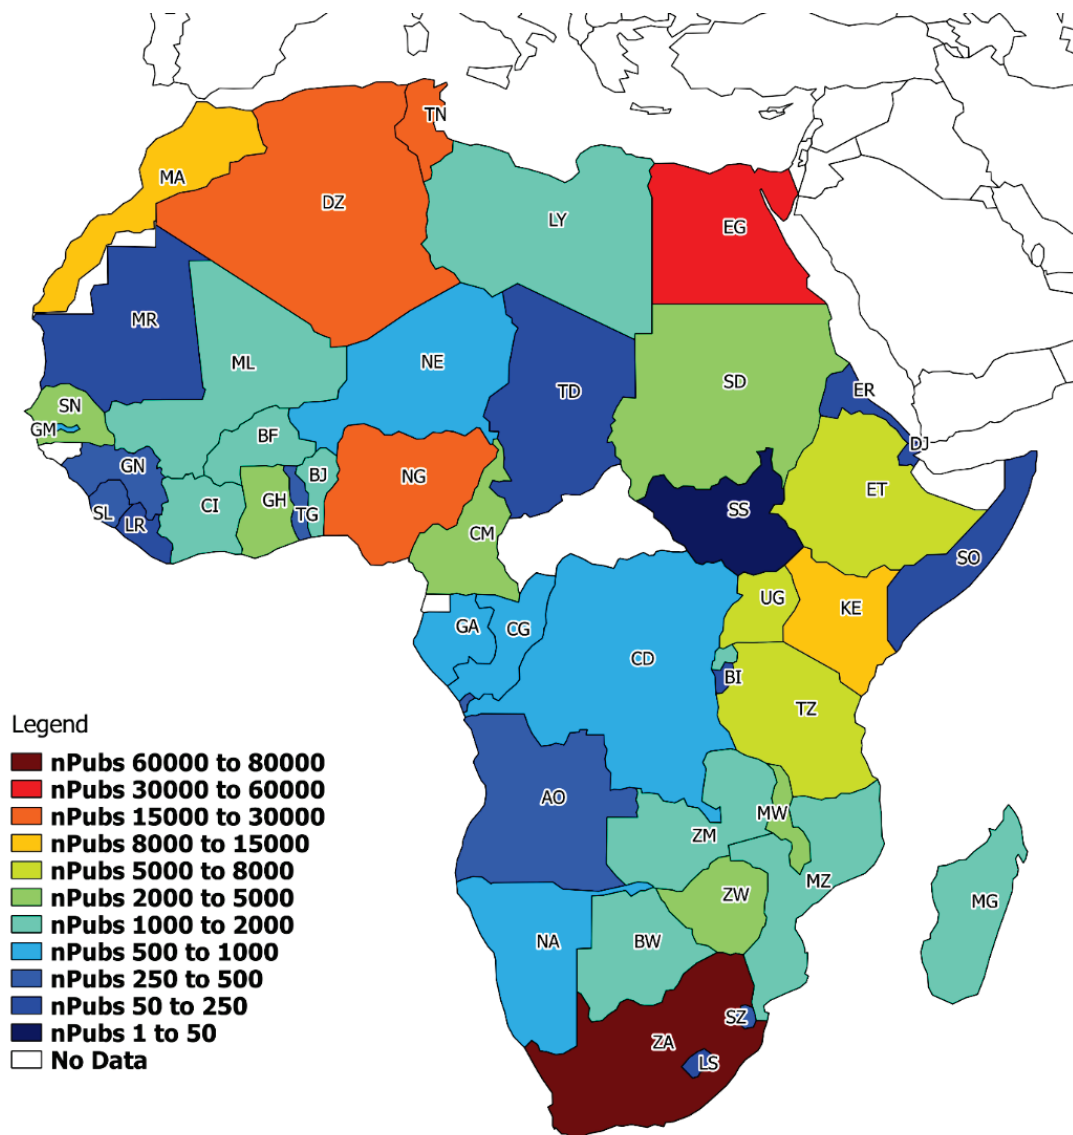 TN
MA
DZ
LY
EG
MR
ML
NE
TD
SD
ER
SN
GM
BF
DJ
GN
BJ
NG
ET
CI
GH
SS
SL
LR
TG
CM
SO
UG
KE
GA
CG
CD
BI
TZ
AO
MW
ZM
MZ
ZW
MG
NA
BW
SZ
ZA
LS
Legend
nPubs 60000 to 80000
nPubs 30000 to 60000
nPubs 15000 to 30000
nPubs 8000 to 15000
nPubs 5000 to 8000
nPubs 2000 to 5000
nPubs 1000 to 2000
nPubs 500 to 1000
nPubs 250 to 500
nPubs 50 to 250
nPubs 1 to 50
No Data